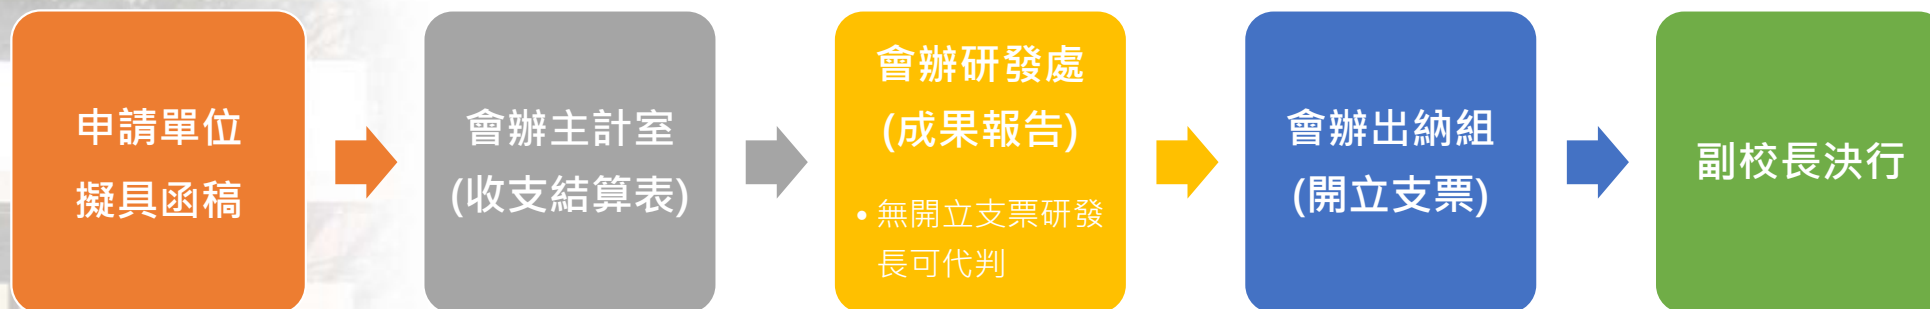 申請單位
擬具函稿
會辦主計室
(收支結算表)
會辦研發處
(成果報告)
• 無開立支票研發
長可代判
會辦出納組
(開立支票)
副校長決行